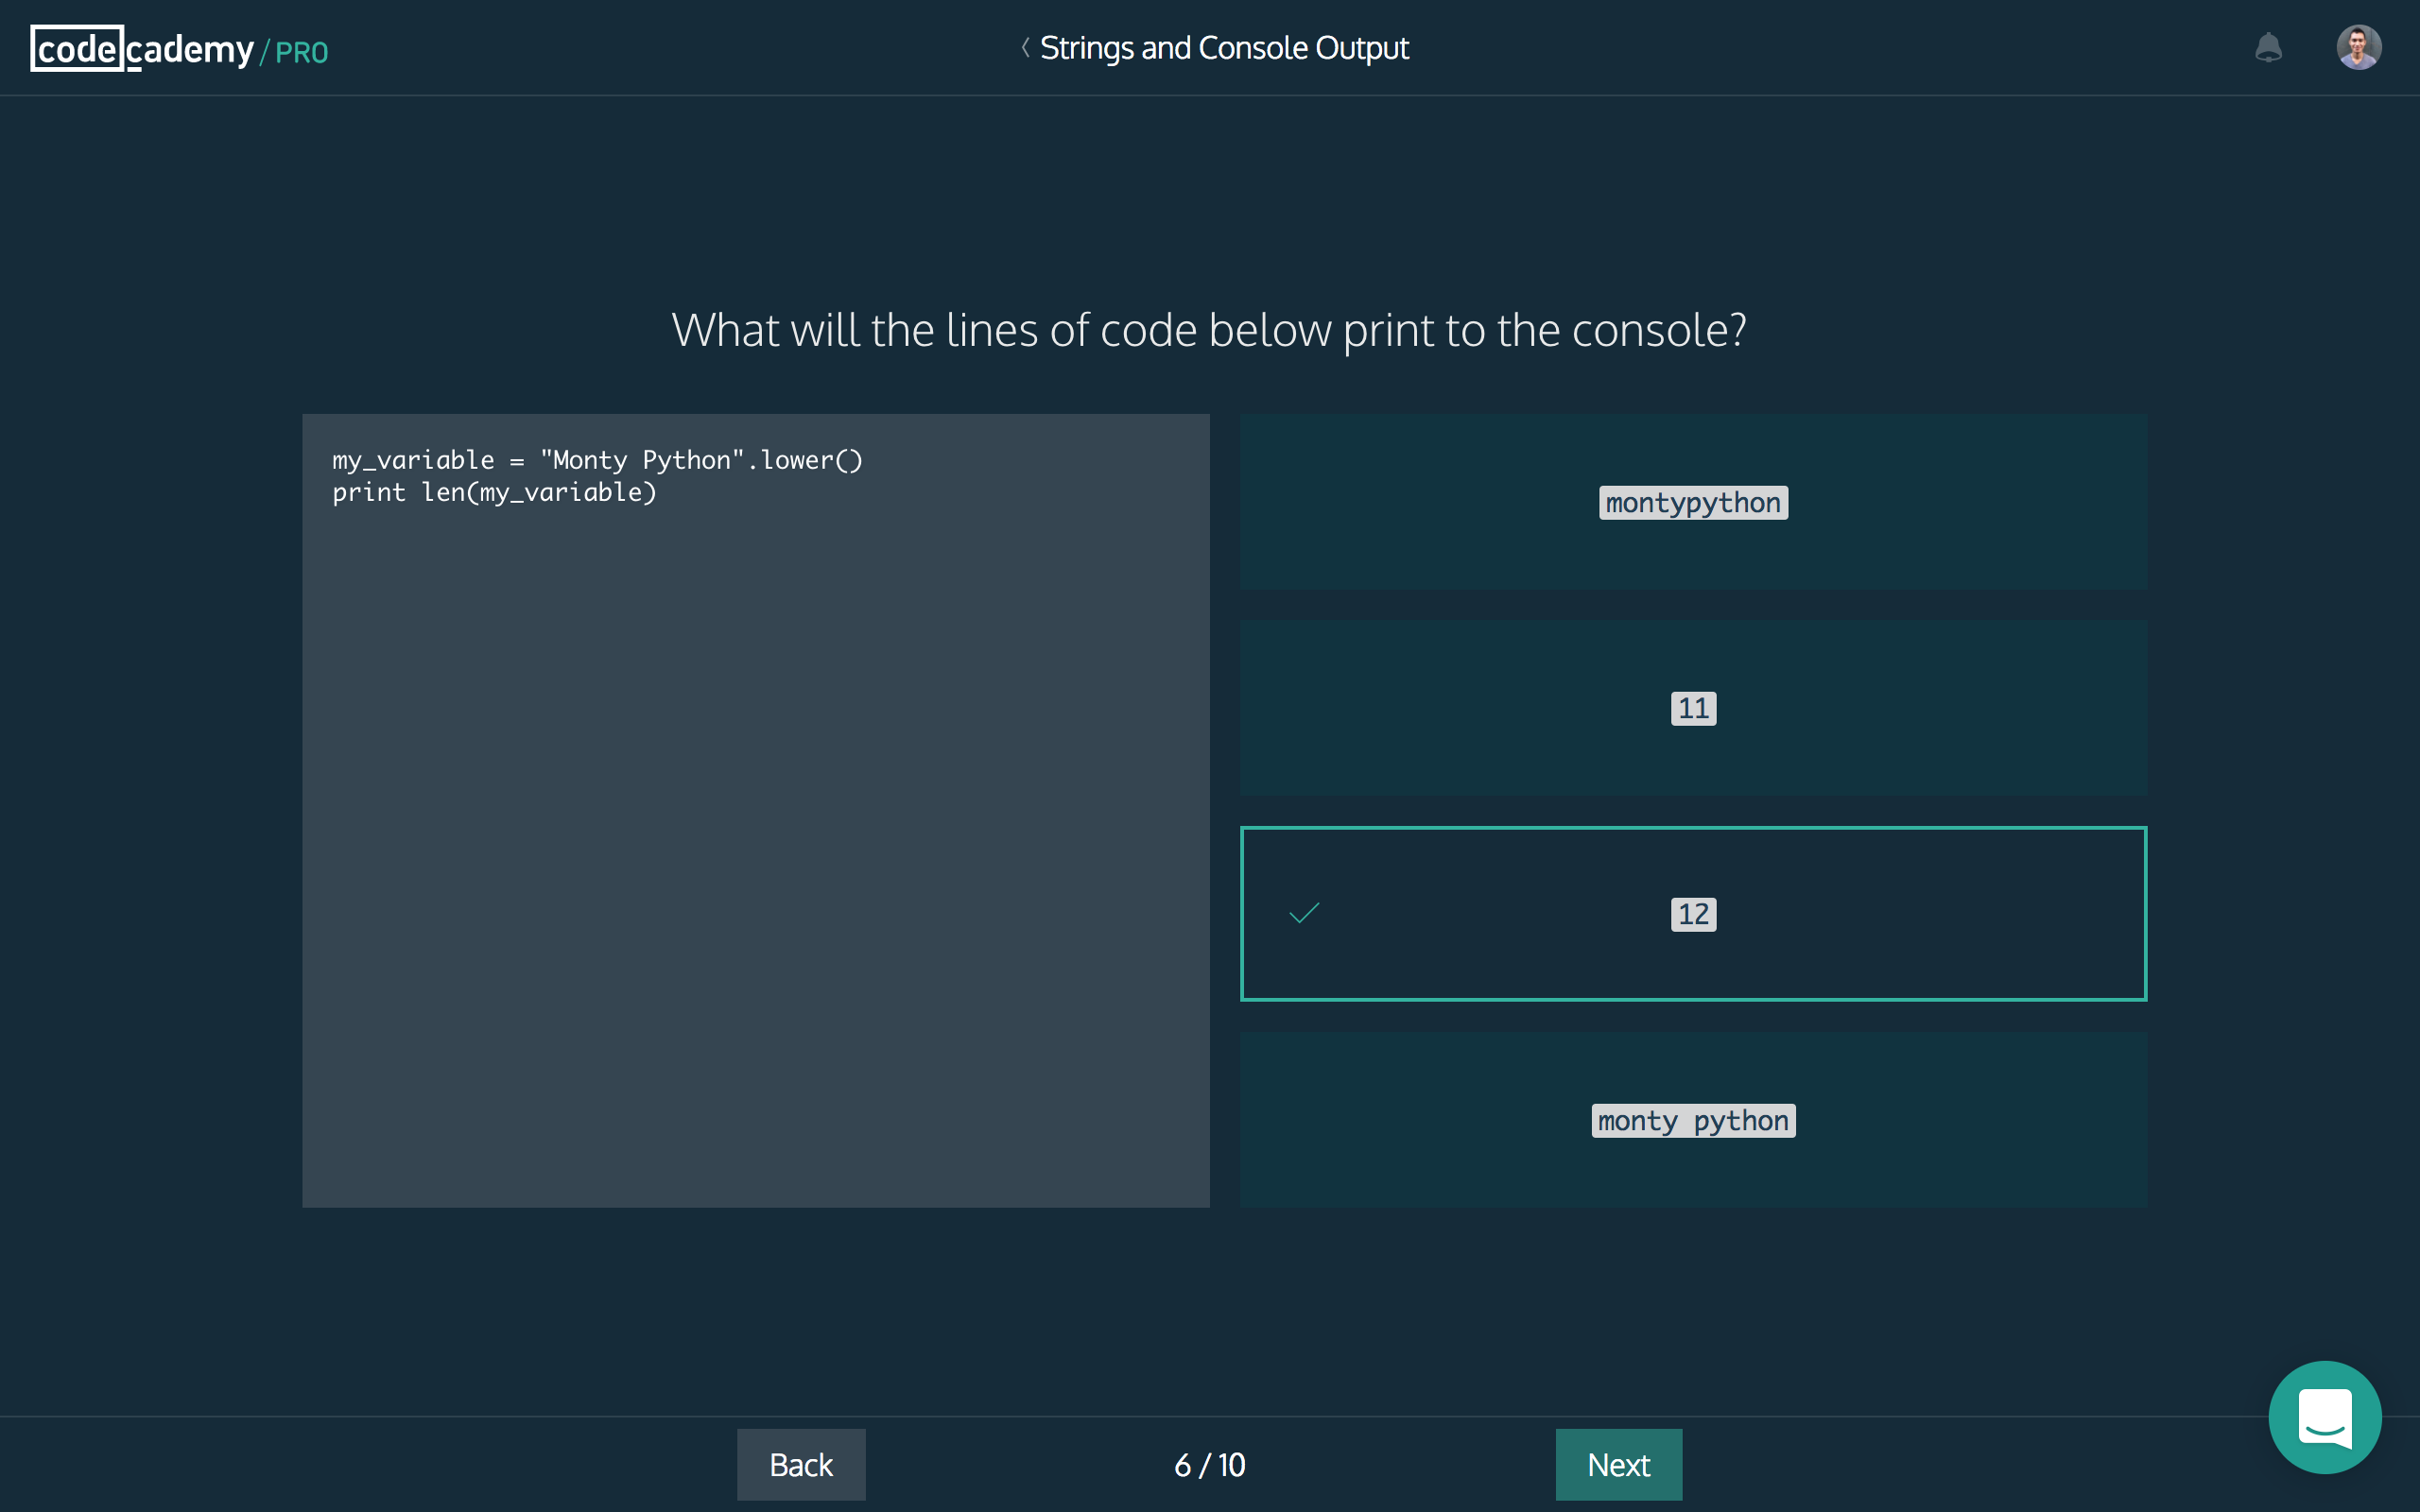 codecademy/PRO
Strings and Console Output
What will the lines of code below print to the console?
my_variable = "Monty Python".lower()
print len(my_variable)
montypython
11
12
monty python
Back
6 / 10
Next